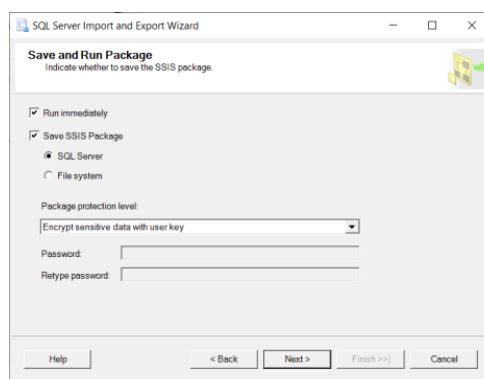 SQL Server Import and Export Wizard
Save and Run Package
Indicate whether to save the SSIS package.
Run immediately
Save SSIS Package
SQL Server
File system
Package protection level:
Encrypt sensitive data with user key
Password:
Retype password:
Help
< Back
Next >
Finish >>|
Cancel